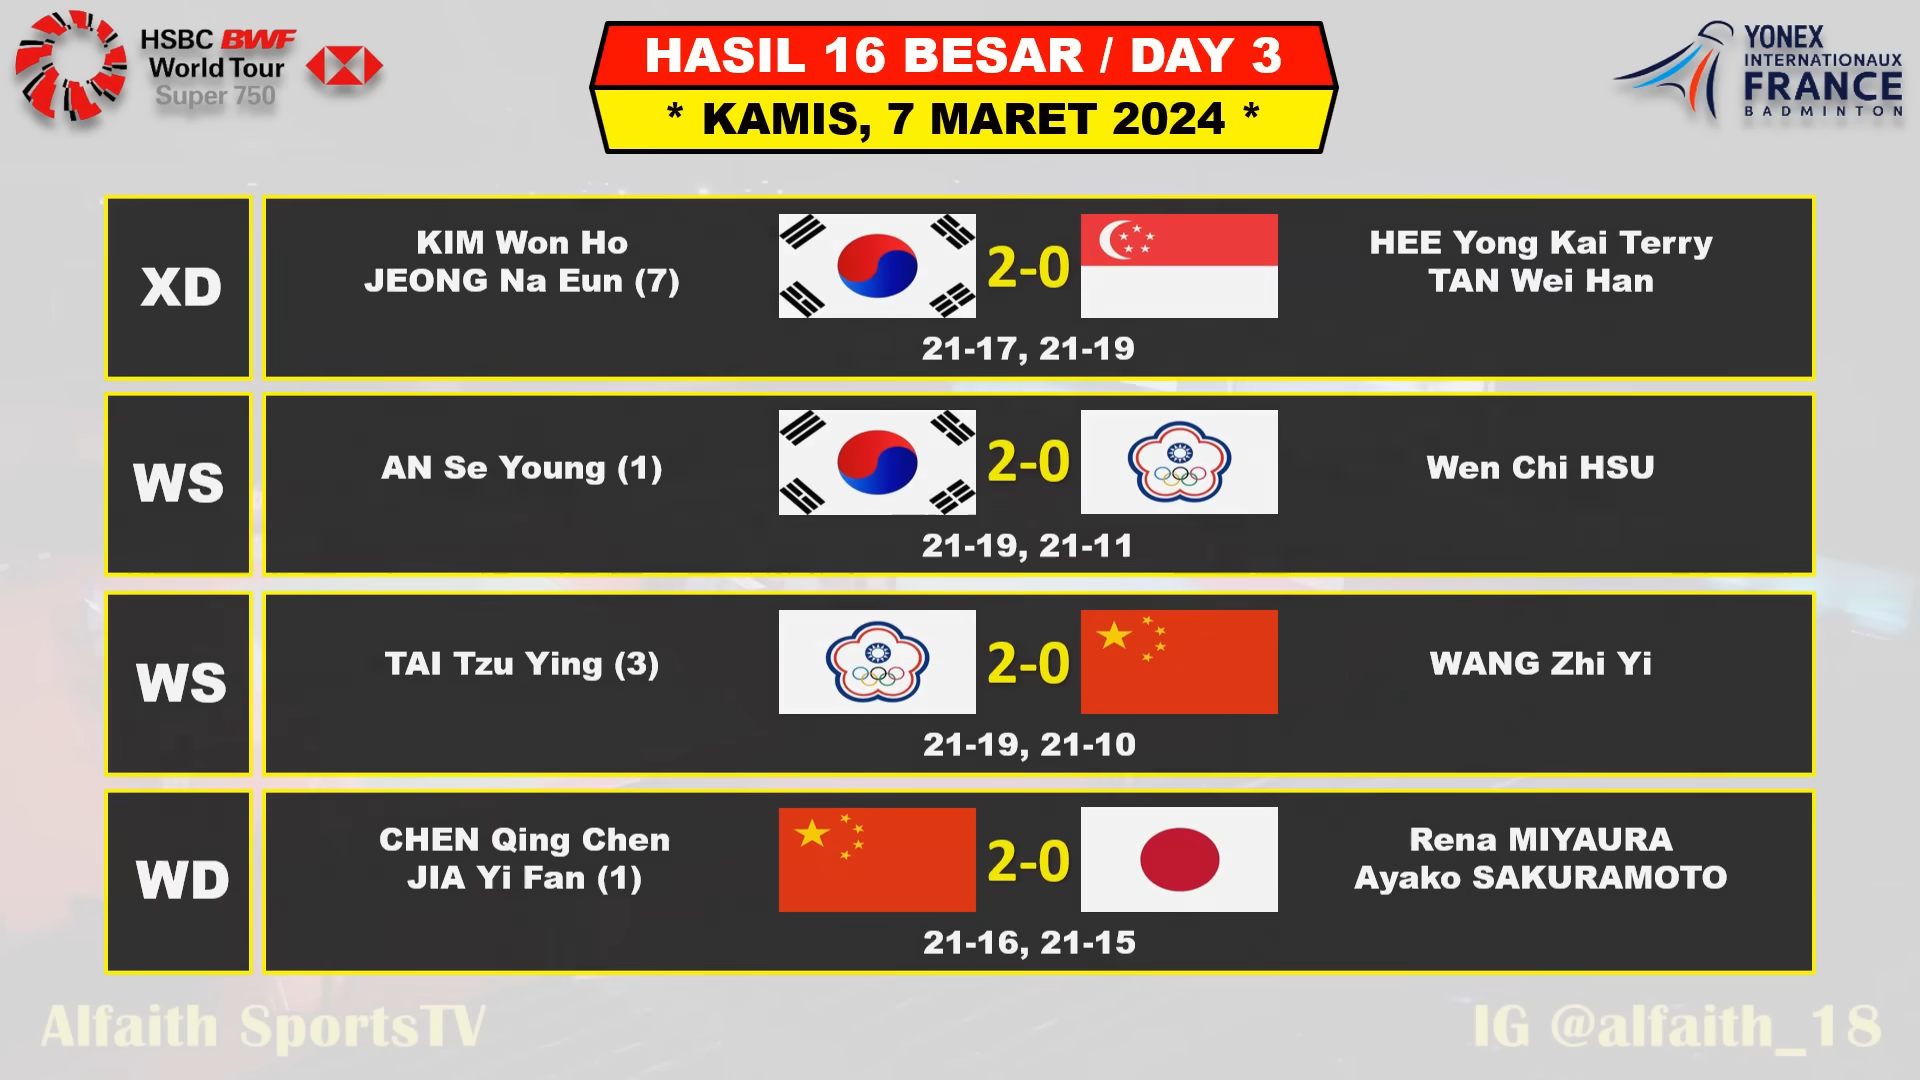 HSBC BWF
World Tour
Super 750
HASIL 16 BESAR / DAY 3
* KAMIS, 7 MARET 2024 *
YONEX
INTERNATIONAUX
FRANCE
BADMINTON
XD
KIM Won Ho
JEONG Na Eun (7)
2-0
HEE Yong Kai Terry
TAN Wei Han
21-17, 21-19
WS
AN Se Young (1)
2-0
Wen Chi HSU
21-19, 21-11
WS
TAI Tzu Ying (3)
2-0
WANG Zhi Yi
21-19, 21-10
WD
CHEN Qing Chen
JIA Yi Fan (1)
2-0
Rena MIYAURA
Ayako SAKURAMOTO
21-16, 21-15
Alfaith SportsTV
IG @alfaith_18